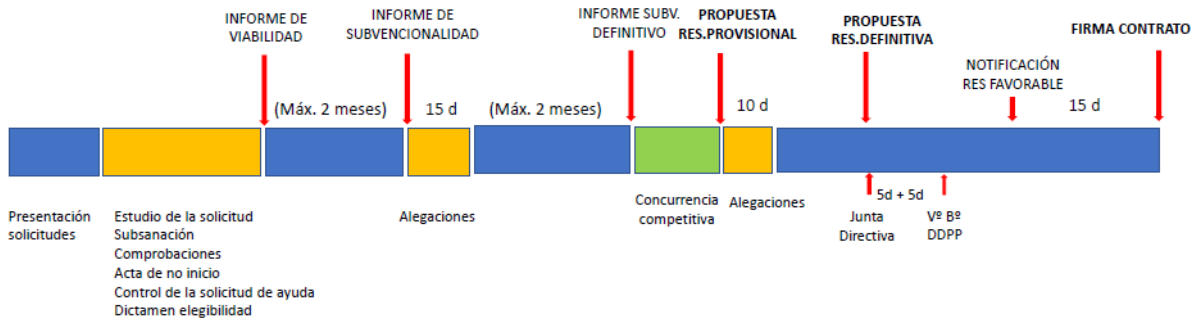 INFORME DE
VIABILIDAD
INFORME DE
SUBVENCIONALIDAD
INFORME SUBV.
DEFINITIVO
PROPUESTA
RES.PROVISIONAL
PROPUESTA
RES.DEFINITIVA
NOTIFICACIÓN
RES FAVORABLE
FIRMA CONTRATO
(Máx. 2 meses)
15 d
(Máx. 2 meses)
10 d
15 d
Presentación
solicitudes
Estudio de la solicitud
Subsanación
Comprobaciones
Acta de no inicio
Control de la solicitud de ayuda
Dictamen elegibilidad
Alegaciones
Concurrencia
competitiva
Alegaciones
5d + 5d
Junta
Directiva
Vº Bº
DDPP